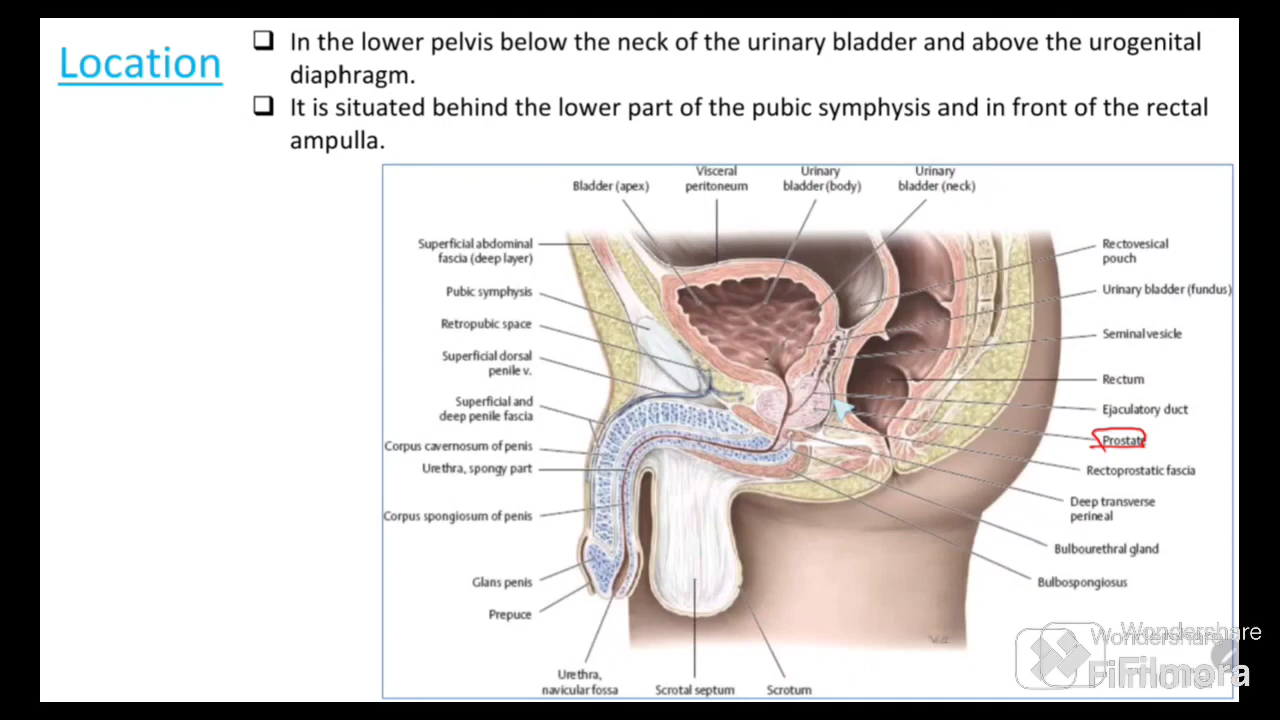 Location
❑ In the lower pelvis below the neck of the urinary bladder and above the urogenital
diaphragm.
❑ It is situated behind the lower part of the pubic symphysis and in front of the rectal
ampulla.
Bladder (apex)
Visceral
peritoneum
Urinary
bladder (body)
Urinary
bladder (neck)
Superficial abdominal
fascia (deep layer)
Pubic symphysis
Retropubic space
Superficial dorsal
penile v.
Superficial and
deep penile fascia
Corpus cavernosum of penis
Urethra, spongy part
Corpus spongiosum of penis
Glans penis
Prepuce
Urethra,
navicular fossa
Scrotal septum
Scrotum
Rectovesical
pouch
Urinary bladder (fundus)
Seminal vesicle
Rectum
Ejaculatory duct
Prostate
Rectoprostatic fascia
Deep transverse
perineal
Bulbourethral gland
Bulbospongiosus
Wondershare
Wondershare
Filmora
Filmora